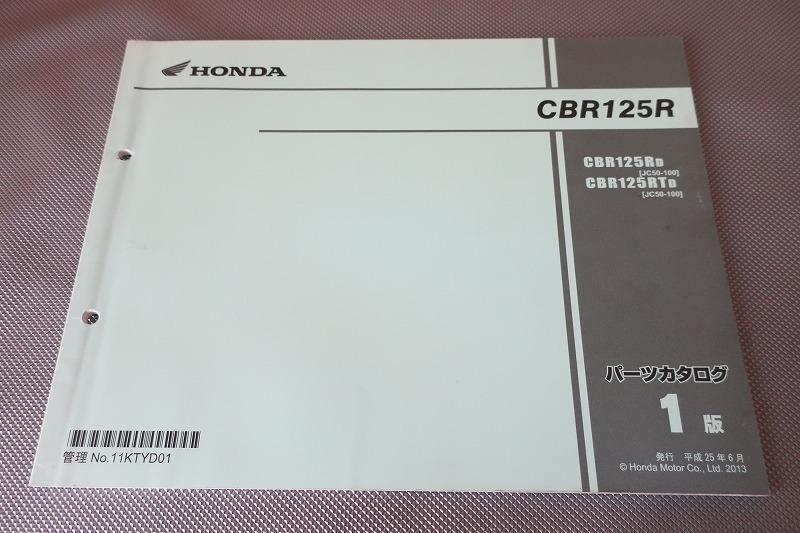 HONDA
CBR125R
CBR125RD
[JC50-100]
CBR125RTD
[JC50-100]
パーツカタログ
1 版
発行 平成 25 年 6 月
© Honda Motor Co., Ltd. 2013
管理 No.11KTYD01